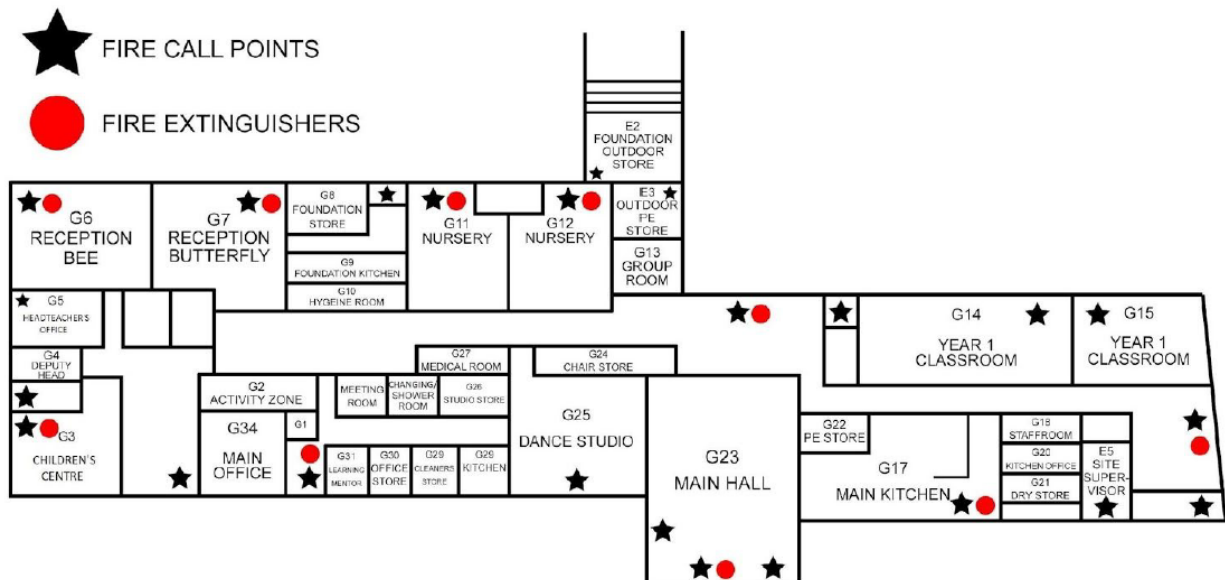 FIRE CALL POINTS
FIRE EXTINGUISHERS
E2
FOUNDATION
OUTDOOR
STORE
G6
RECEPTION
BEE
G7
RECEPTION
BUTTERFLY
G8
FOUNDATION
STORE
G9
FOUNDATION KITCHEN
G10
HYGEINE ROOM
G11
NURSERY
G12
NURSERY
E3
OUTDOOR
PE
STORE
G13
GROUP
ROOM
G5
HEADTEACHER'S
OFFICE
G4
DEPUTY
HEAD
G3
CHILDREN'S
CENTRE
G2
ACTIVITY ZONE
G34
MAIN
OFFICE
G1
G27
MEDICAL ROOM
MEETING
ROOM
CHANGING/
SHOWER
ROOM
G26
STUDIO STORE
G31
LEARNING
MENTOR
G30
OFFICE
STORE
G29
CLEANERS
STORE
G29
KITCHEN
G24
CHAIR STORE
G25
DANCE STUDIO
G23
MAIN HALL
G14
YEAR 1
CLASSROOM
G15
YEAR 1
CLASSROOM
G22
PE STORE
G17
MAIN KITCHEN
G18
STAFFROOM
G20
KITCHEN OFFICE
G21
DRY STORE
E5
SITE
SUPER-
VISOR